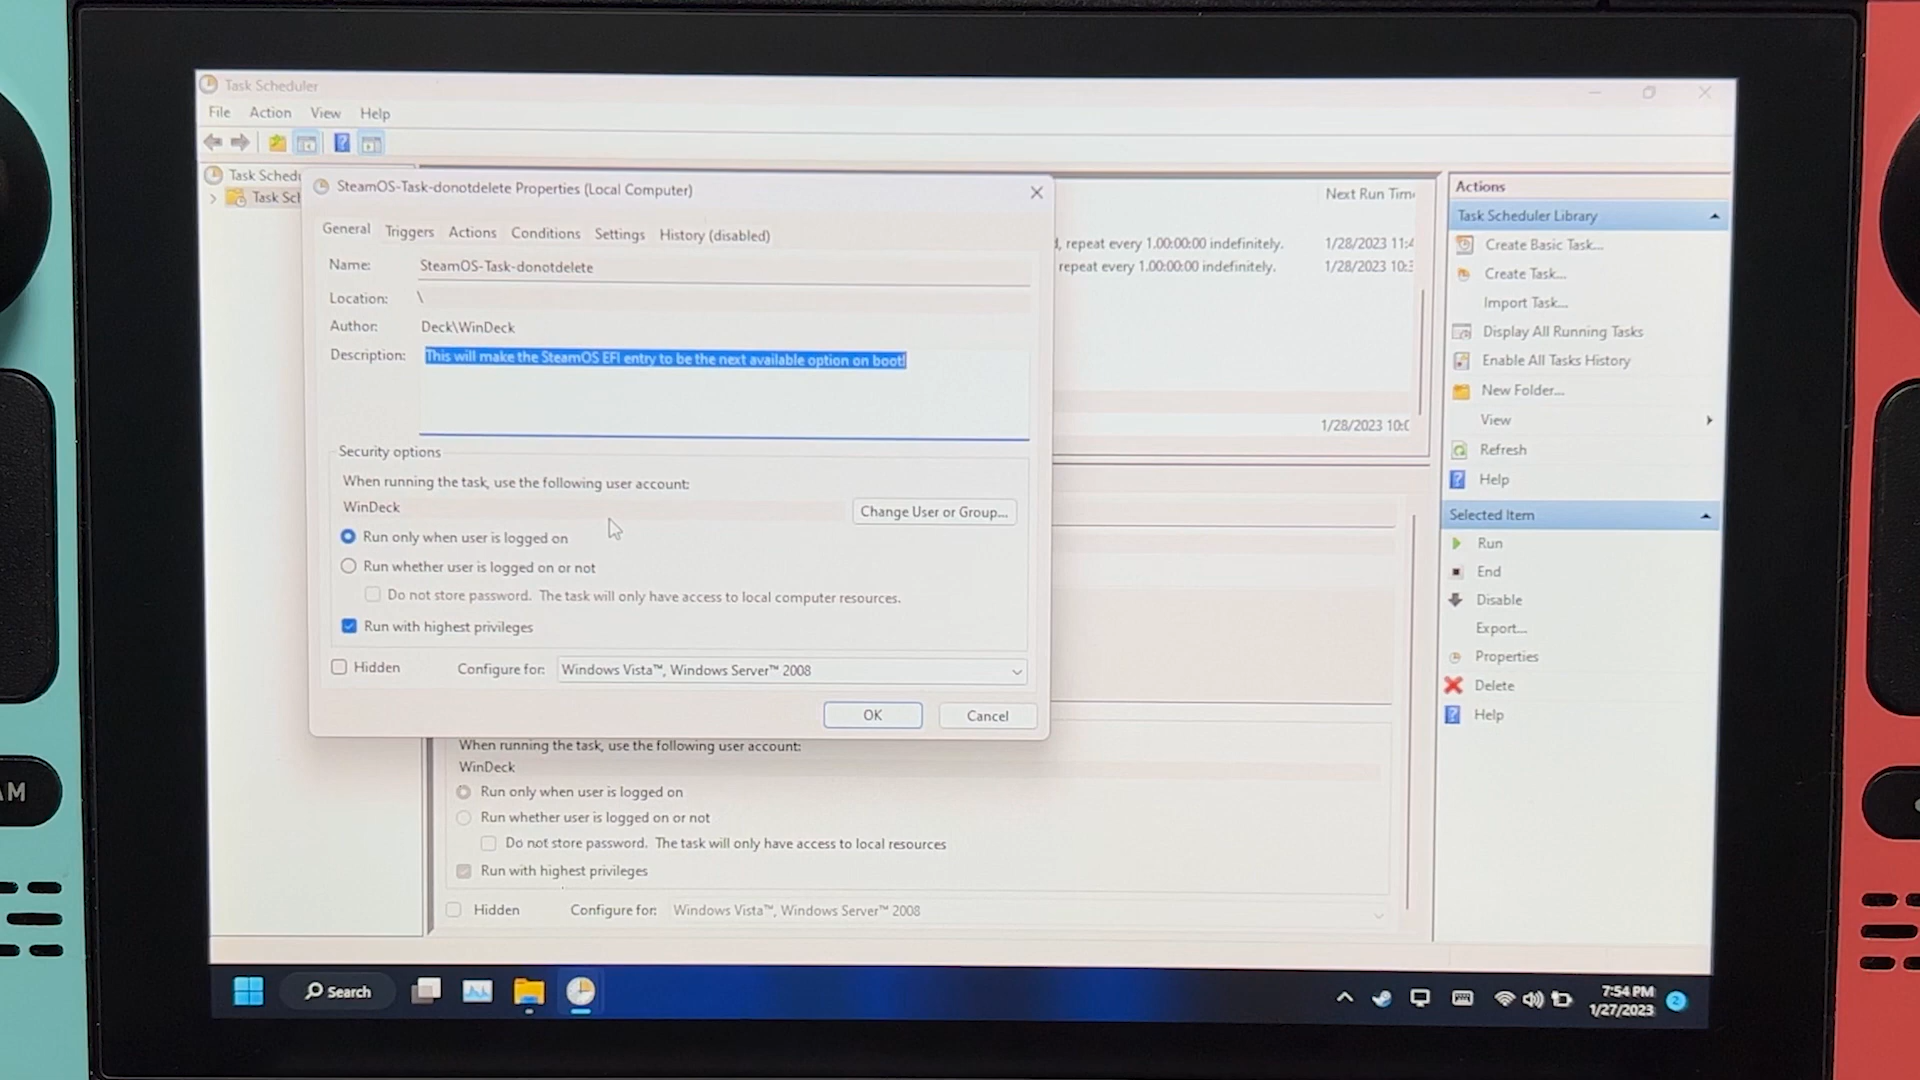 Task Scheduler
File Action View Help
Task Sched
Task Sch
SteamOS-Task-donotdelete Properties (Local Computer)
General Triggers Actions Conditions Settings History (disabled)
Name: SteamOS-Task-donotdelete
Location: \
Author: Deck\WinDeck
Description: This will make the SteamOS EFI entry to be the next available option on boot!
Security options
When running the task, use the following user account:
WinDeck
Change User or Group...
Run only when user is logged on
Run whether user is logged on or not
Do not store password. The task will only have access to local computer resources.
Run with highest privileges
Hidden Configure for: Windows Vista™, Windows Server™ 2008
OK Cancel
Next Run Time
, repeat every 1.00:00:00 indefinitely. 1/28/2023 11:4
repeat every 1.00:00:00 indefinitely. 1/28/2023 10:3
1/28/2023 10:0
When running the task, use the following user account:
WinDeck
Run only when user is logged on
Run whether user is logged on or not
Do not store password. The task will only have access to local resources
Run with highest privileges
Hidden Configure for: Windows Vista™, Windows Server™ 2008
Actions
Task Scheduler Library
Create Basic Task...
Create Task...
Import Task...
Display All Running Tasks
Enable All Tasks History
New Folder...
View
Refresh
Help
Selected Item
Run
End
Disable
Export...
Properties
Delete
Help
Search
7:54 PM
1/27/2023
2
AM